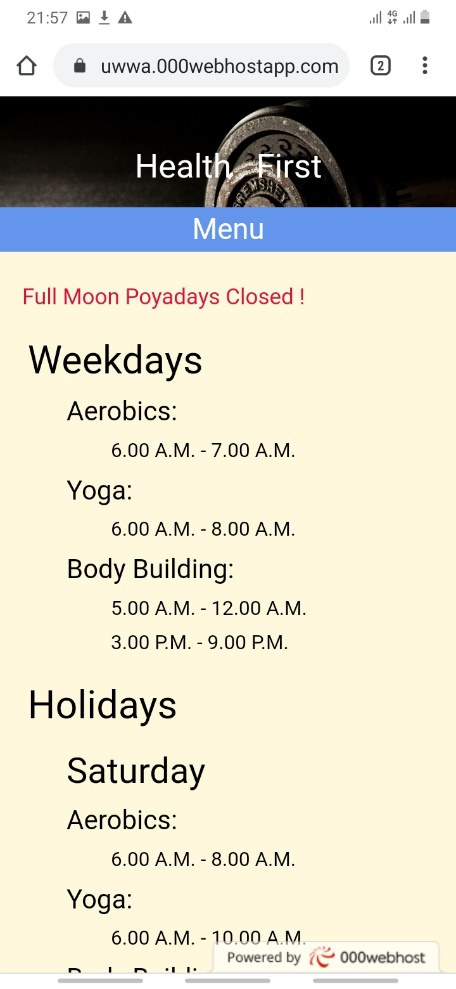 21:57
4G
uwwa.000webhostapp.com
2
Health First
BREMSHEY
Menu
Full Moon Poyadays Closed !
Weekdays
Aerobics:
6.00 A.M. - 7.00 A.M.
Yoga:
6.00 A.M. - 8.00 A.M.
Body Building:
5.00 A.M. - 12.00 A.M.
3.00 P.M. - 9.00 P.M.
Holidays
Saturday
Aerobics:
6.00 A.M. - 8.00 A.M.
Yoga:
6.00 A.M. - 10.00 A.M.
Powered by 000webhost